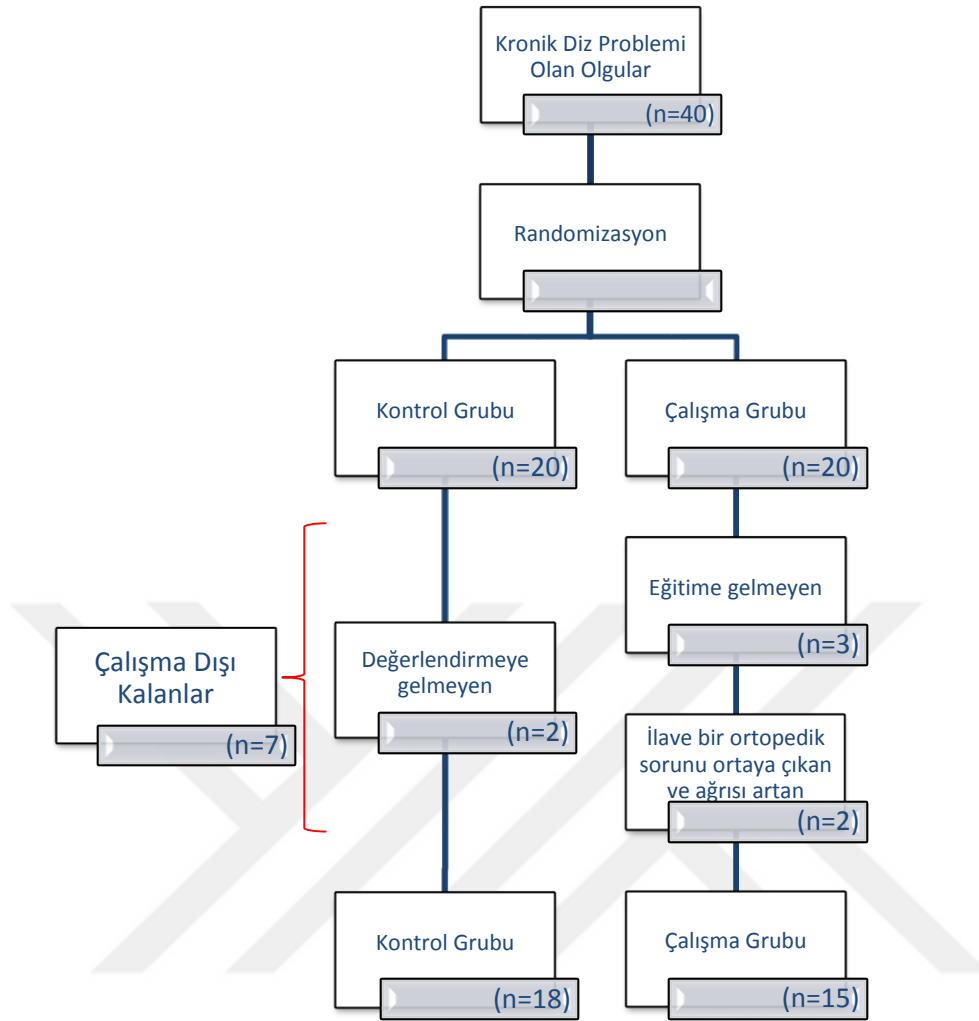 Kronik Diz Problemi
Olan Olgular
(n=40)
Randomizasyon
Kontrol Grubu
(n=20)
Çalışma Grubu
(n=20)
Eğitime gelmeyen
(n=3)
Çalışma Dışı
Kalanlar
(n=7)
Değerlendirmeye
gelmeyen
(n=2)
İlave bir ortopedik
sorunu ortaya çıkan
ve ağrısı artan
(n=2)
Kontrol Grubu
(n=18)
Çalışma Grubu
(n=15)